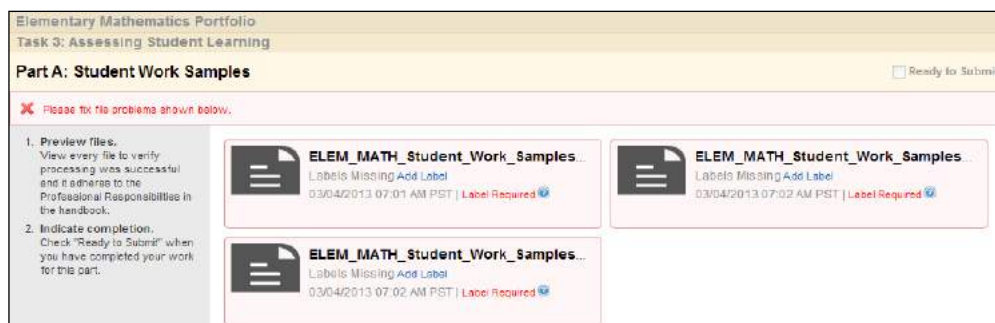 Elementary Mathematics Portfolio
Task 3: Assessing Student Learning
Part A: Student Work Samples
Ready to Submi
Please fix file problems shown below.
1. Preview files.
View every file to verify
processing was successful
and it adheres to the
Professional Responsibilities in
the handbook.
2. Indicate completion.
Check "Ready to Submit" when
you have completed your work
for this part.
ELEM_MATH_Student_Work_Samples...
Labels Missing Add Label
03/04/2013 07:01 AM PST | Label Required
ELEM_MATH_Student_Work_Samples...
Labels Missing Add Label
03/04/2013 07:02 AM PST | Label Required
ELEM_MATH_Student_Work_Samples...
Labels Missing Add Label
03/04/2013 07:02 AM PST | Label Required